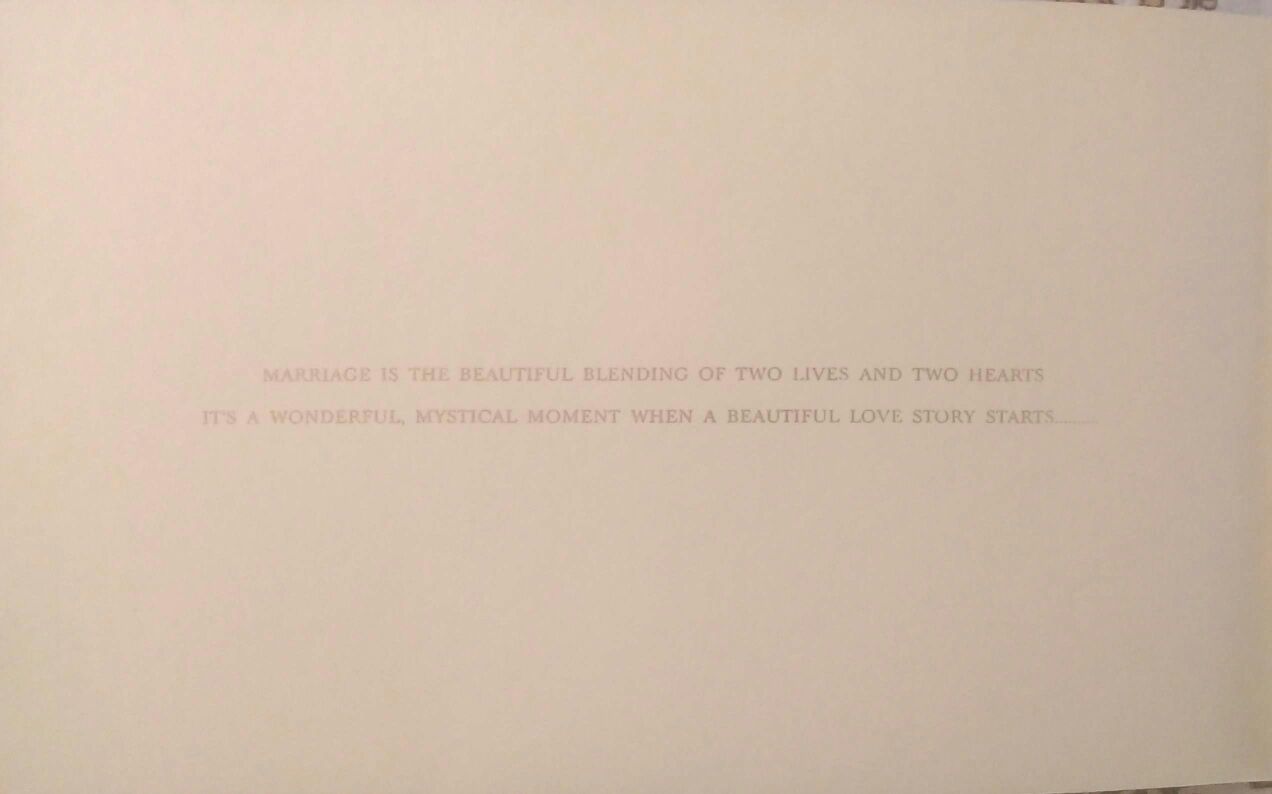 MARRIAGE IS THE BEAUTIFUL BLENDING OF TWO LIVES AND TWO HEARTS
IT'S A WONDERFUL, MYSTICAL MOMENT WHEN A BEAUTIFUL LOVE STORY STARTS..........